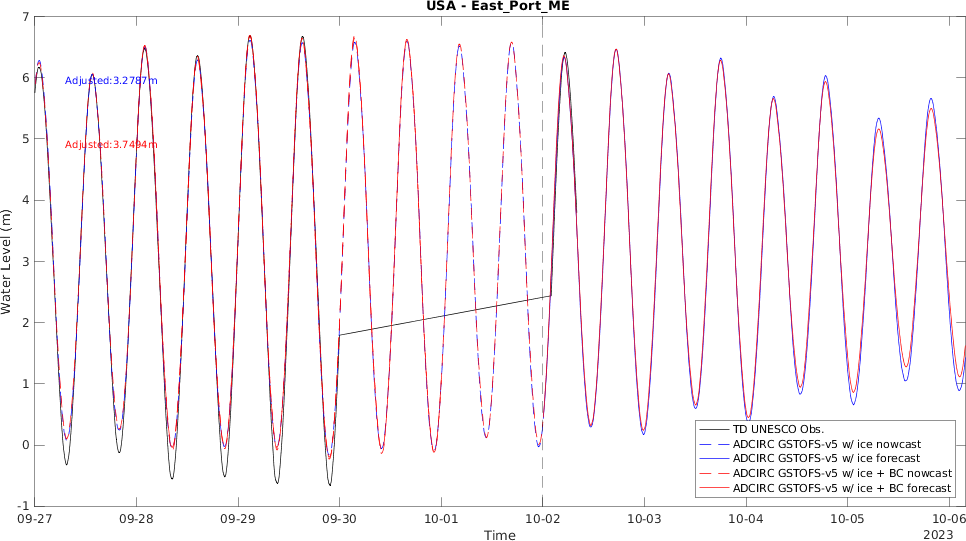 USA - East_Port_ME
7
6
5
4
3
2
1
0
-1
Water Level (m)
Adjusted:3.2787m
Adjusted:3.7494m
TD UNESCO Obs.
ADCIRC GSTOFS-v5 w/ ice nowcast
ADCIRC GSTOFS-v5 w/ ice forecast
ADCIRC GSTOFS-v5 w/ ice + BC nowcast
ADCIRC GSTOFS-v5 w/ ice + BC forecast
09-27 09-28 09-29 09-30 10-01 10-02 10-03 10-04 10-05 10-06
Time
2023